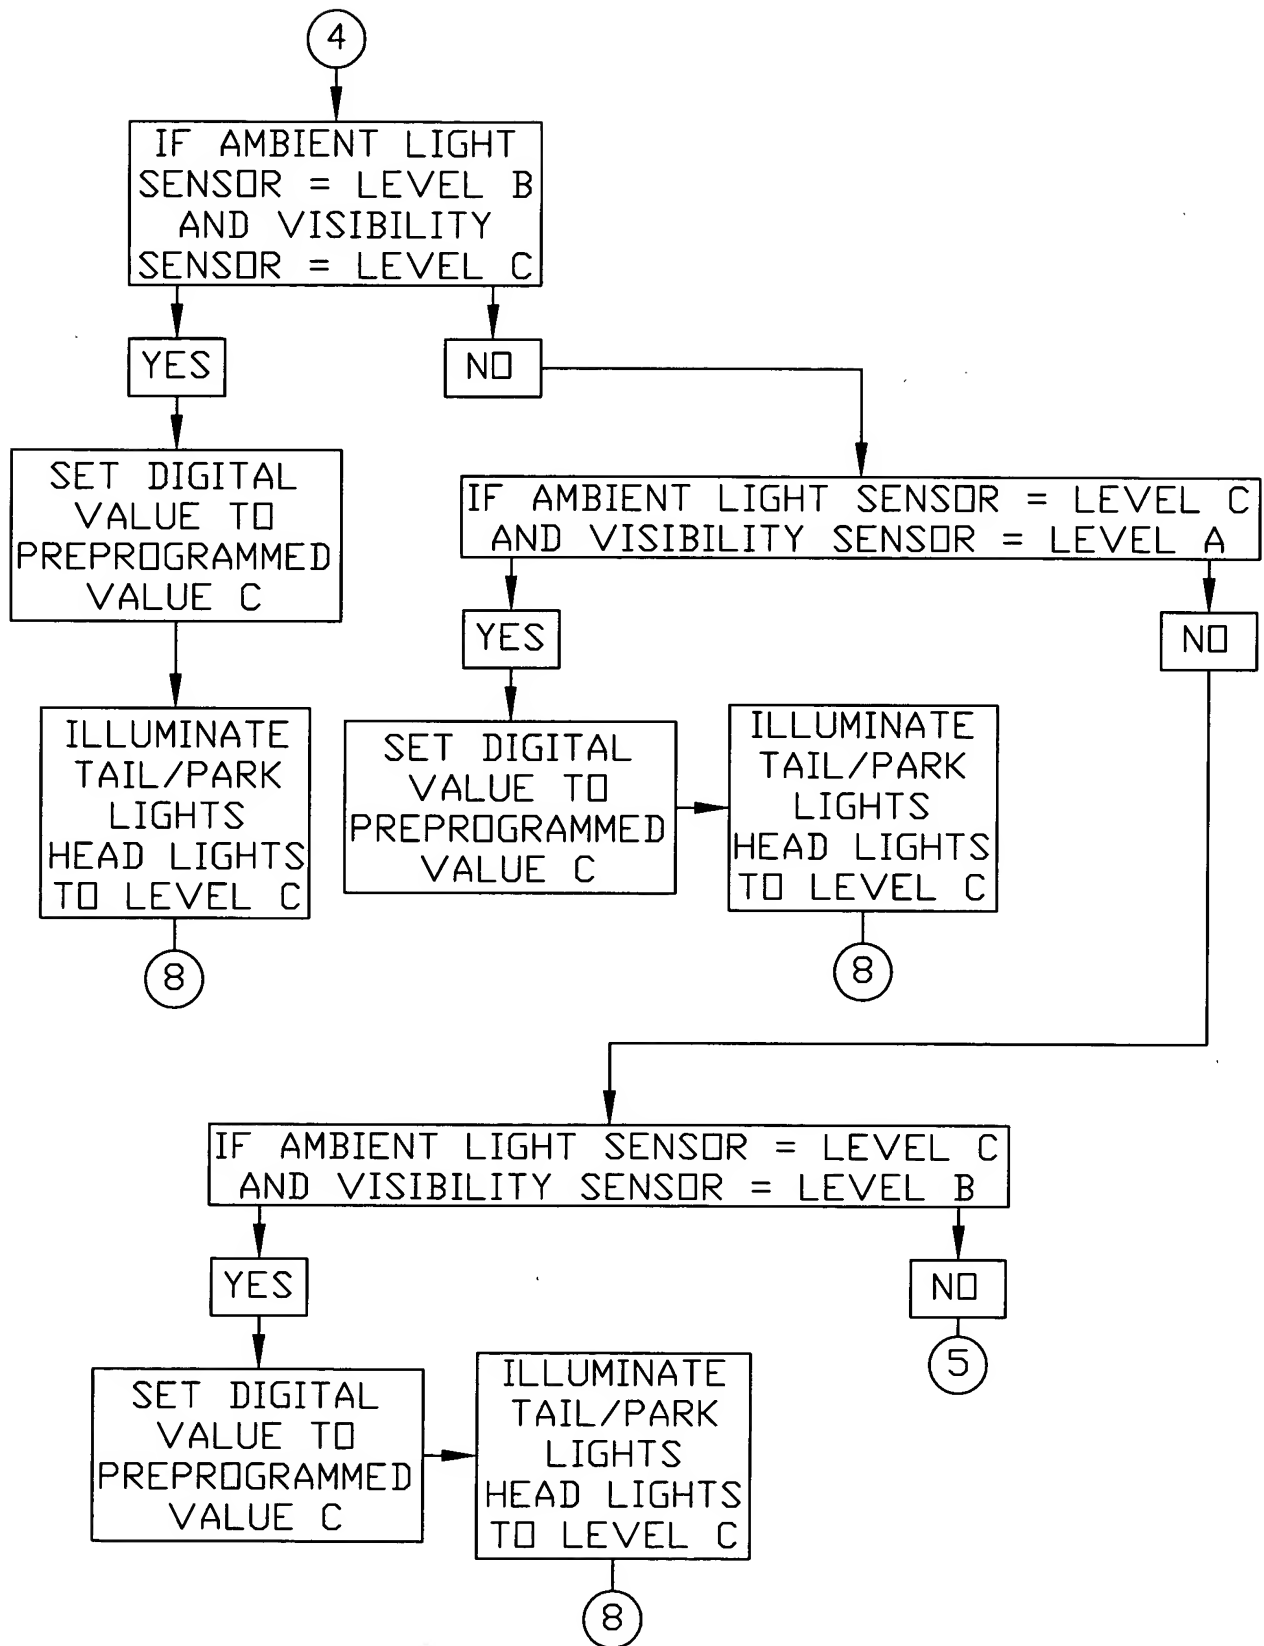 4
IF AMBIENT LIGHT
SENSOR = LEVEL B
AND VISIBILITY
SENSOR = LEVEL C
YES
NO
SET DIGITAL
VALUE TO
PREPROGRAMMED
VALUE C
IF AMBIENT LIGHT SENSOR = LEVEL C
AND VISIBILITY SENSOR = LEVEL A
YES
NO
ILLUMINATE
TAIL/PARK
LIGHTS
HEAD LIGHTS
TO LEVEL C
8
SET DIGITAL
VALUE TO
PREPROGRAMMED
VALUE C
ILLUMINATE
TAIL/PARK
LIGHTS
HEAD LIGHTS
TO LEVEL C
8
IF AMBIENT LIGHT SENSOR = LEVEL C
AND VISIBILITY SENSOR = LEVEL B
YES
NO
5
SET DIGITAL
VALUE TO
PREPROGRAMMED
VALUE C
ILLUMINATE
TAIL/PARK
LIGHTS
HEAD LIGHTS
TO LEVEL C
8